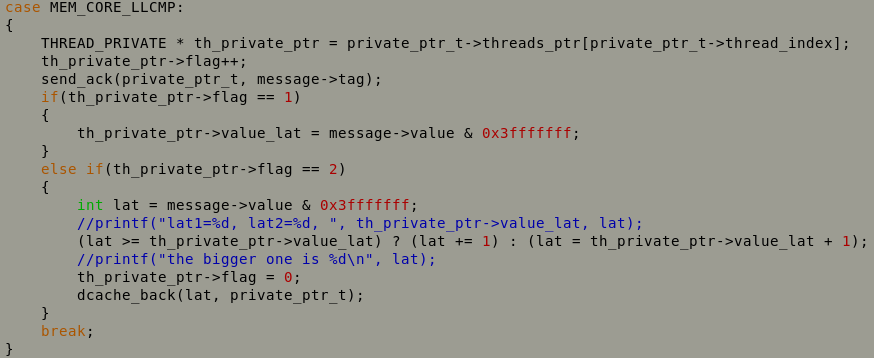 case MEM_CORE_LLCMP:
{
    THREAD_PRIVATE * th_private_ptr = private_ptr_t->threads_ptr[private_ptr_t->thread_index];
    th_private_ptr->flag++;
    send_ack(private_ptr_t, message->tag);
    if(th_private_ptr->flag == 1)
    {
        th_private_ptr->value_lat = message->value & 0x3fffffff;
    }
    else if(th_private_ptr->flag == 2)
    {
        int lat = message->value & 0x3fffffff;
        //printf("lat1=%d, lat2=%d, ", th_private_ptr->value_lat, lat);
        (lat >= th_private_ptr->value_lat) ? (lat += 1) : (lat = th_private_ptr->value_lat + 1);
        //printf("the bigger one is %d\n", lat);
        th_private_ptr->flag = 0;
        dcache_back(lat, private_ptr_t);
    }
    break;
}